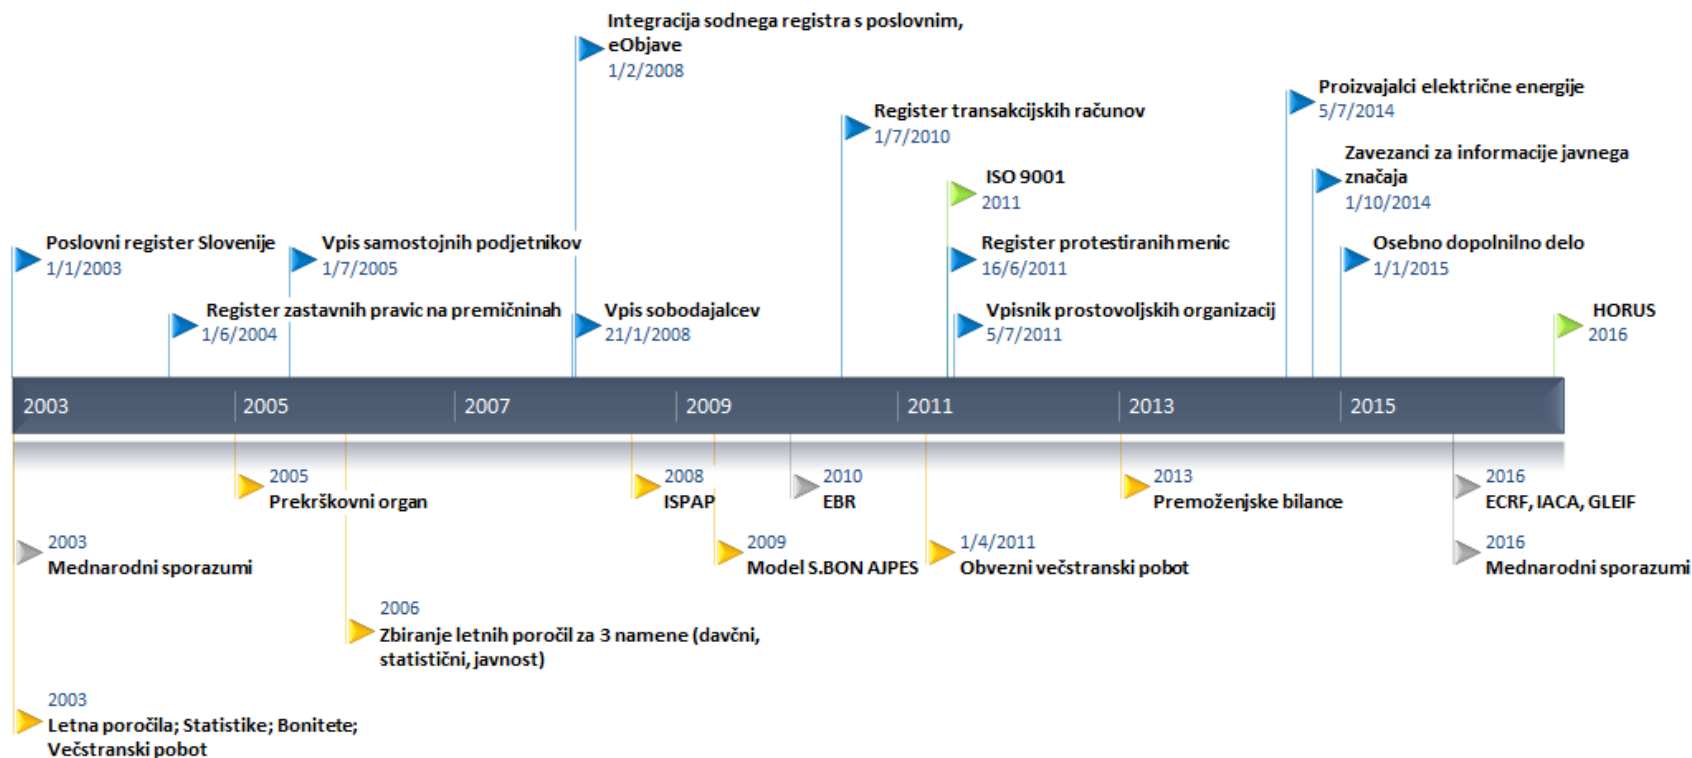 Integracija sodnega registra s poslovnim,
eObjave
1/2/2008
Proizvajalci električne energije
5/7/2014
Register transakcijskih računov
1/7/2010
Zavezanci za informacije javnega
značaja
1/10/2014
ISO 9001
2011
Poslovni register Slovenije
1/1/2003
Vpis samostojnih podjetnikov
1/7/2005
Register protestiranih menic
16/6/2011
Osebno dopolnilno delo
1/1/2015
Register zastavnih pravic na premičninah
1/6/2004
Vpis sobodajalcev
21/1/2008
Vpisnik prostovoljskih organizacij
5/7/2011
HORUS
2016
2003
2005
2007
2009
2011
2013
2015
2005
Prekrškovni organ
2008
ISPAP
2010
EBR
2013
Premoženjske bilance
2016
ECRF, IACA, GLEIF
2003
Mednarodni sporazumi
2009
Model S.BON AJPES
1/4/2011
Obvezni večstranski pobot
2016
Mednarodni sporazumi
2006
Zbiranje letnih poročil za 3 namene (davčni,
statistični, javnost)
2003
Letna poročila; Statistike; Bonitete;
Večstranski pobot